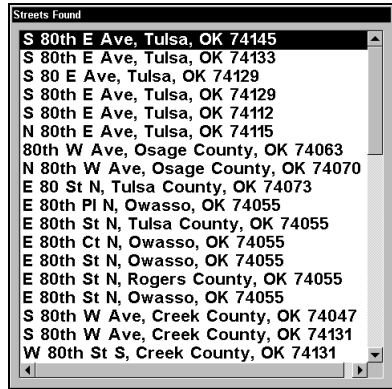 Streets Found
S 80th E Ave, Tulsa, OK 74145
S 80th E Ave, Tulsa, OK 74133
S 80 E Ave, Tulsa, OK 74129
S 80th E Ave, Tulsa, OK 74129
S 80th E Ave, Tulsa, OK 74112
N 80th E Ave, Tulsa, OK 74115
80th W Ave, Osage County, OK 74063
N 80th W Ave, Osage County, OK 74070
E 80 St N, Tulsa County, OK 74073
E 80th Pl N, Owasso, OK 74055
E 80th St N, Tulsa County, OK 74055
E 80th Ct N, Owasso, OK 74055
E 80th St N, Owasso, OK 74055
E 80th St N, Rogers County, OK 74055
E 80th St N, Owasso, OK 74055
S 80th W Ave, Creek County, OK 74047
S 80th W Ave, Creek County, OK 74131
W 80th St S, Creek County, OK 74131